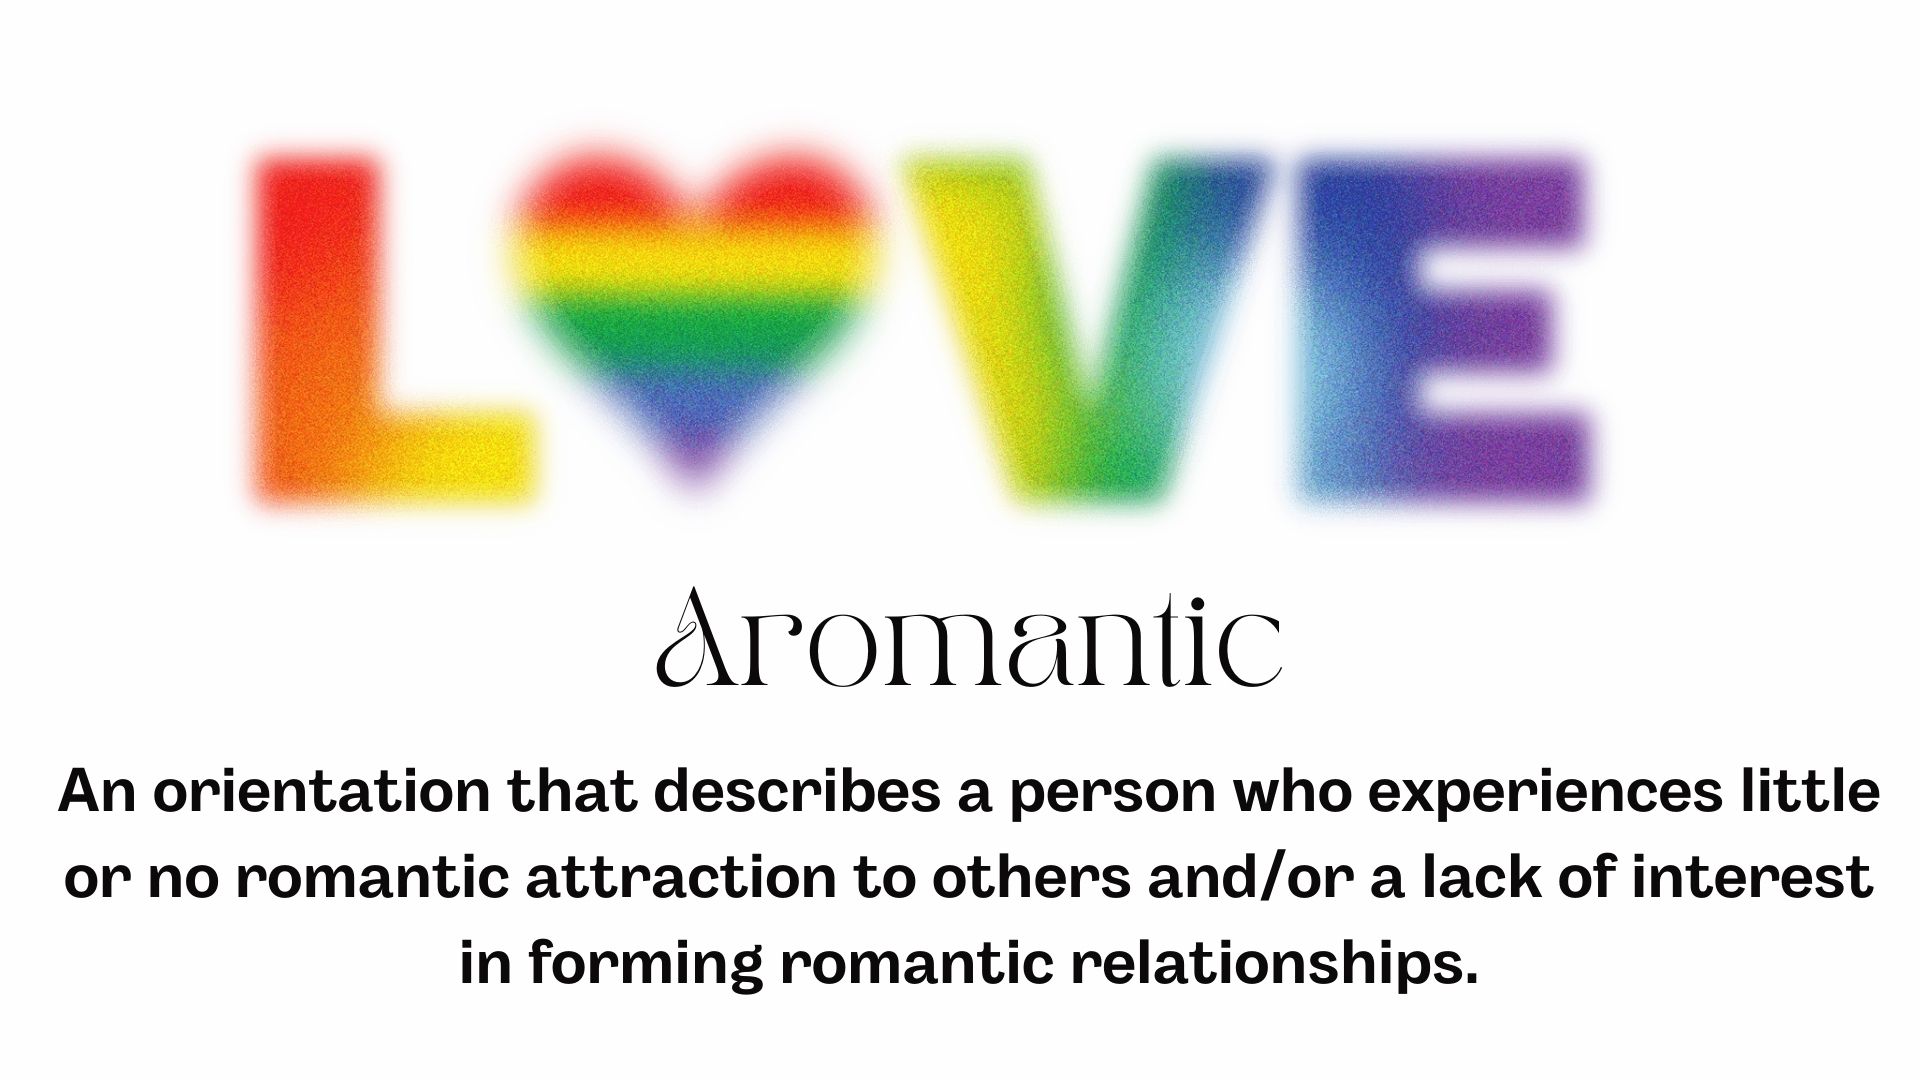 LOVE
Aromantic
An orientation that describes a person who experiences little
or no romantic attraction to others and/or a lack of interest
in forming romantic relationships.